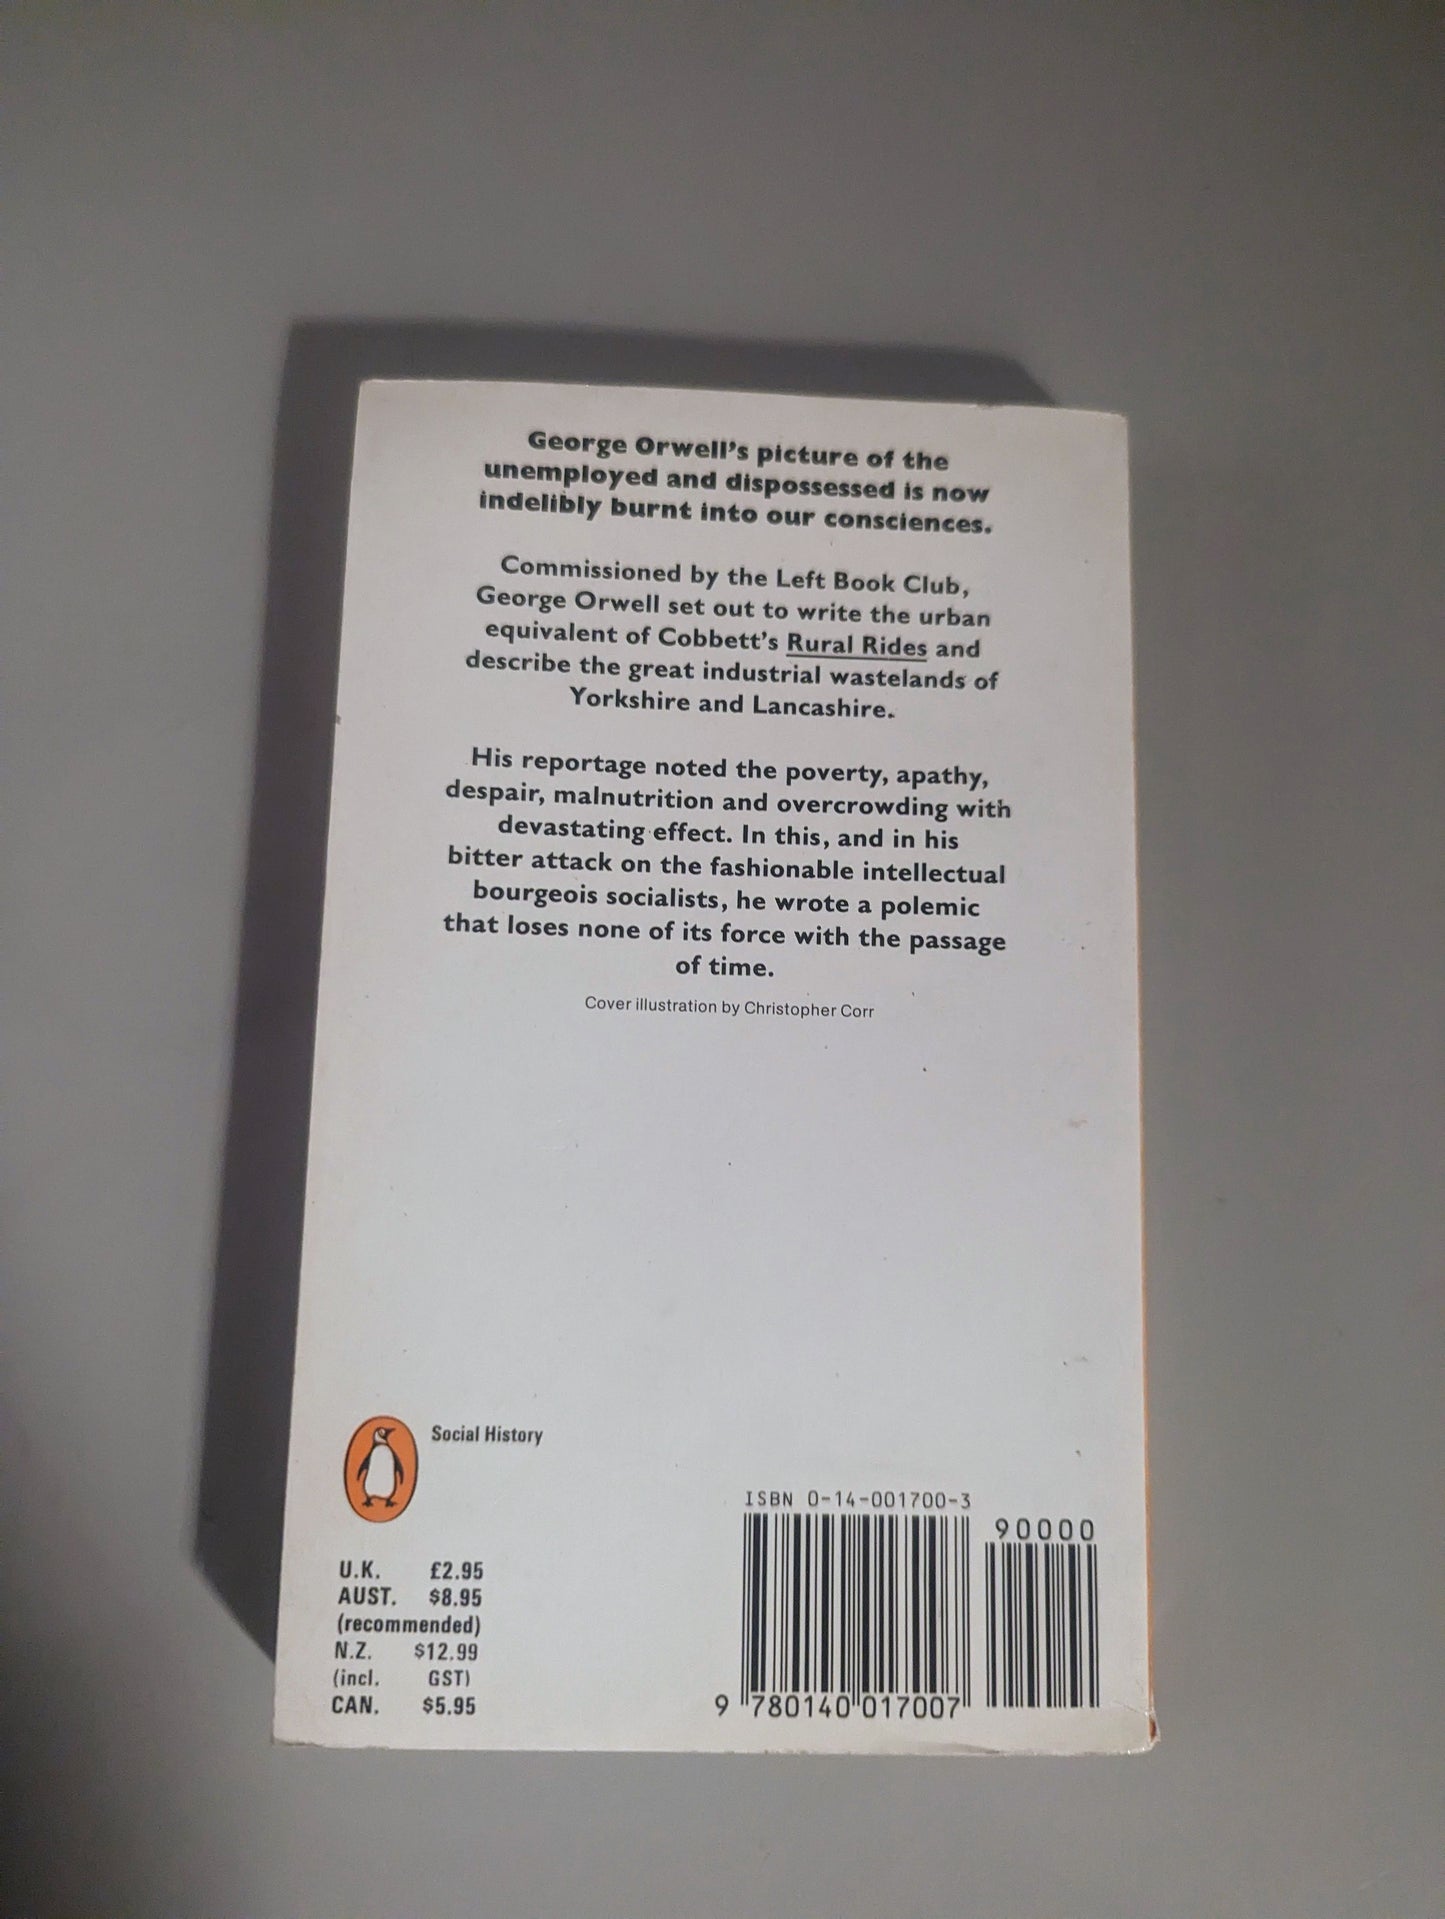 George Orwell's picture of the
unemployed and dispossessed is now
indelibly burnt into our consciences.
Commissioned by the Left Book Club,
George Orwell set out to write the urban
equivalent of Cobbett's Rural Rides and
describe the great industrial wastelands of
Yorkshire and Lancashire.
His reportage noted the poverty, apathy,
despair, malnutrition and overcrowding with
devastating effect. In this, and in his
bitter attack on the fashionable intellectual
bourgeois socialists, he wrote a polemic
that loses none of its force with the passage
of time.
Cover illustration by Christopher Corr
Social History
U.K. £2.95
AUST. $8.95
(recommended)
N.Z. $12.99
(incl. GST)
CAN. $5.95
ISBN 0-14-001700-3
90000
9 780140 017007